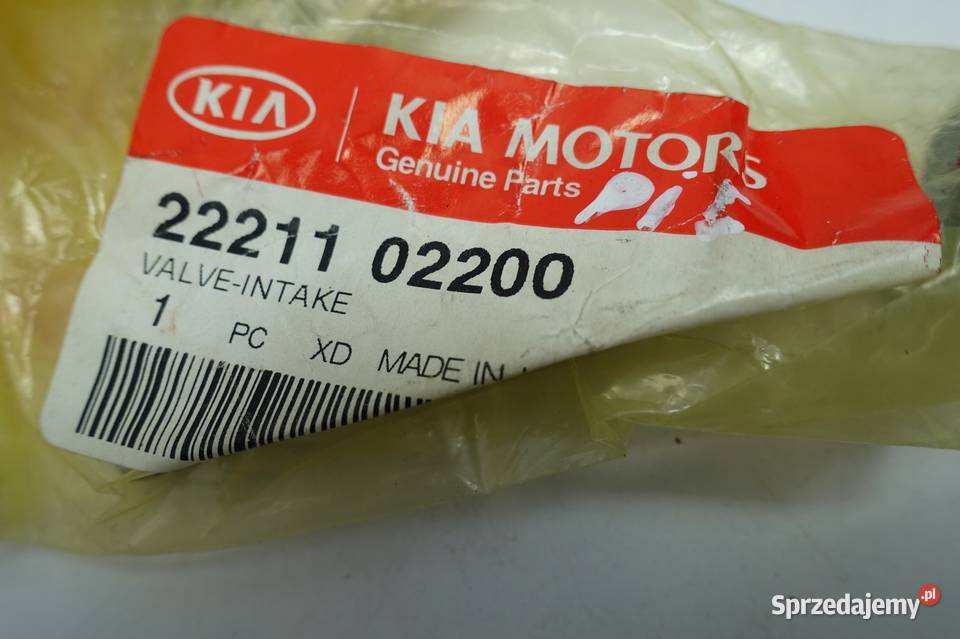 KIA
KIA MOTORS
Genuine Parts
22211 02200
VALVE-INTAKE
1 PC XD MADE IN
Sprzedajemy.pl